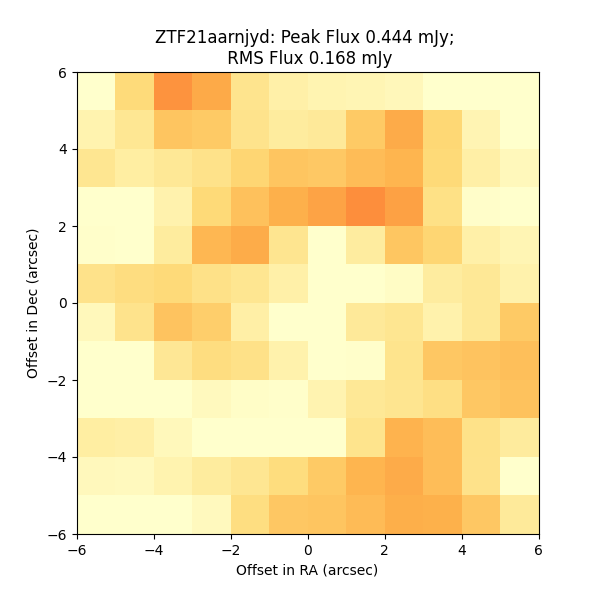 ZTF21aarnjyd: Peak Flux 0.444 mJy;
RMS Flux 0.168 mJy
6
4
2
0
−2
−4
−6
Offset in Dec (arcsec)
−6 −4 −2 0 2 4 6
Offset in RA (arcsec)